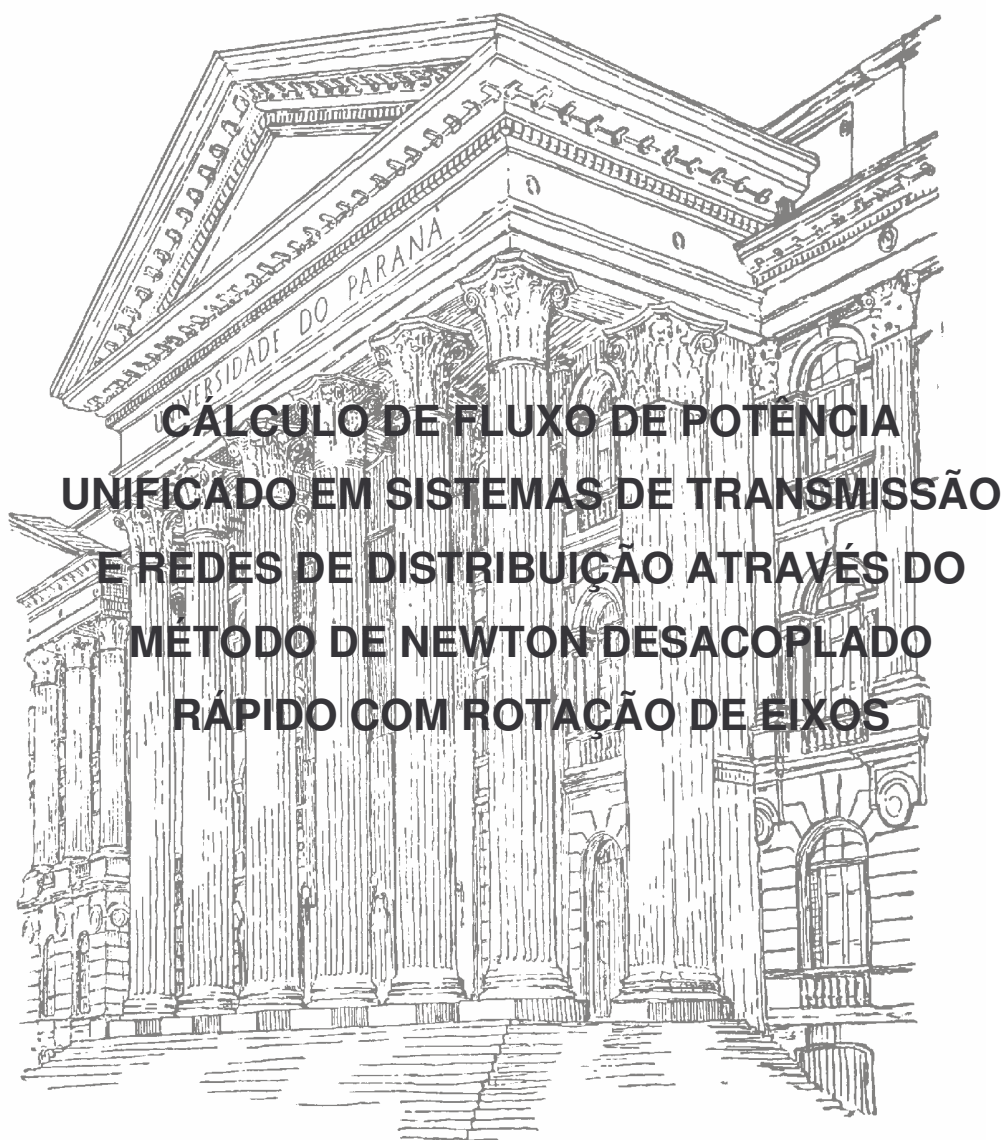 VERSIDADE DO PARANÁ
CÁLCULO DE FLUXO DE POTÊNCIA
UNIFICADO EM SISTEMAS DE TRANSMISSÃO
E REDES DE DISTRIBUIÇÃO ATRAVÉS DO
MÉTODO DE NEWTON DESACOPLADO
RÁPIDO COM ROTAÇÃO DE EIXOS